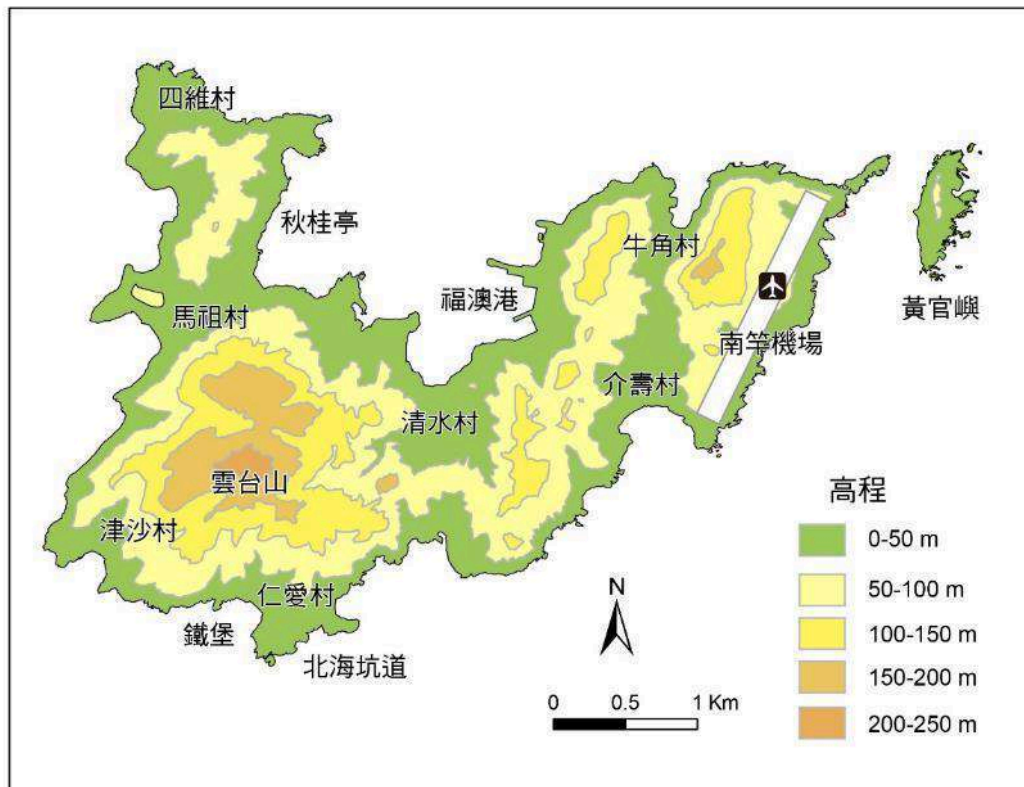 四維村
秋桂亭
牛角村
福澳港
黃官嶼
馬祖村
南竿機場
介壽村
清水村
雲台山
高程
津沙村
0-50 m
50-100 m
仁愛村
N
鐵堡
100-150 m
北海坑道
150-200 m
0 0.5 1 Km
200-250 m